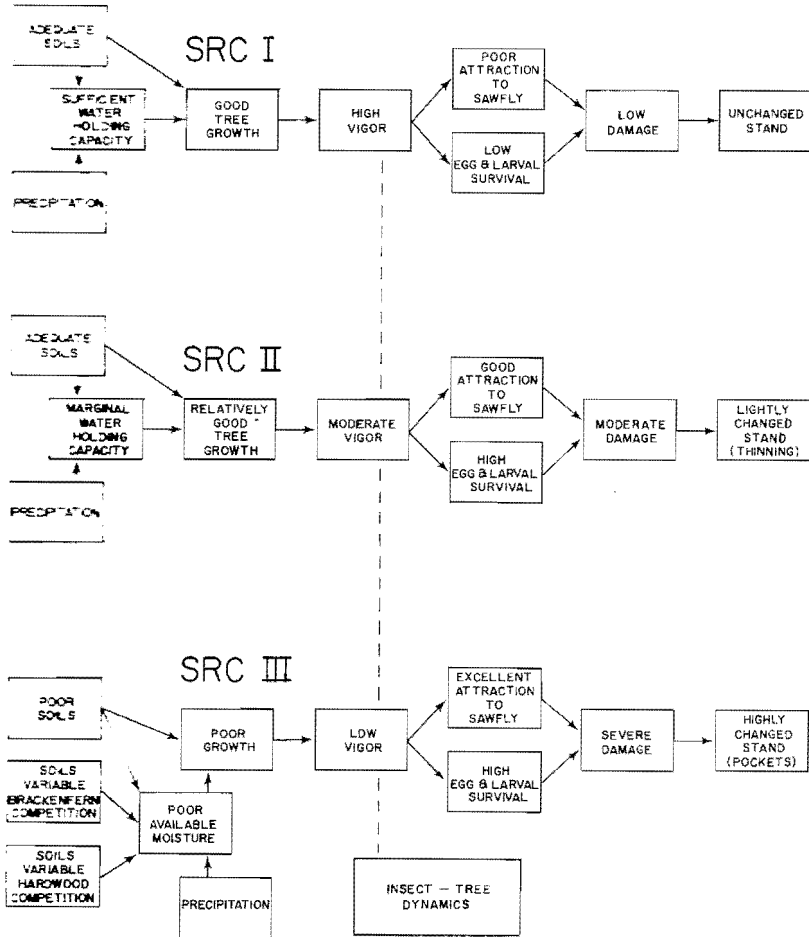 SRC I
ADEQUATE
SOILS
SUFFICIENT
WATER
HOLDING
CAPACITY
PRECIPITATION
GOOD
TREE
GROWTH
HIGH
VIGOR
POOR
ATTRACTION
TO
SAWFLY
LOW
EGG & LARVAL
SURVIVAL
LOW
DAMAGE
UNCHANGED
STAND
SRC II
ADEQUATE
SOILS
MARGINAL
WATER
HOLDING
CAPACITY
PRECIPITATION
RELATIVELY
GOOD
TREE
GROWTH
MODERATE
VIGOR
GOOD
ATTRACTION
TO
SAWFLY
HIGH
EGG & LARVAL
SURVIVAL
MODERATE
DAMAGE
LIGHTLY
CHANGED
STAND
(THINNING)
SRC III
POOR
SOILS
SOILS
VARIABLE
BRACKENFERN
COMPETITION
SOILS
VARIABLE
HARDWOOD
COMPETITION
POOR
AVAILABLE
MOISTURE
PRECIPITATION
POOR
GROWTH
LOW
VIGOR
EXCELLENT
ATTRACTION
TO
SAWFLY
HIGH
EGG & LARVAL
SURVIVAL
SEVERE
DAMAGE
HIGHLY
CHANGED
STAND
(POCKETS)
INSECT — TREE
DYNAMICS